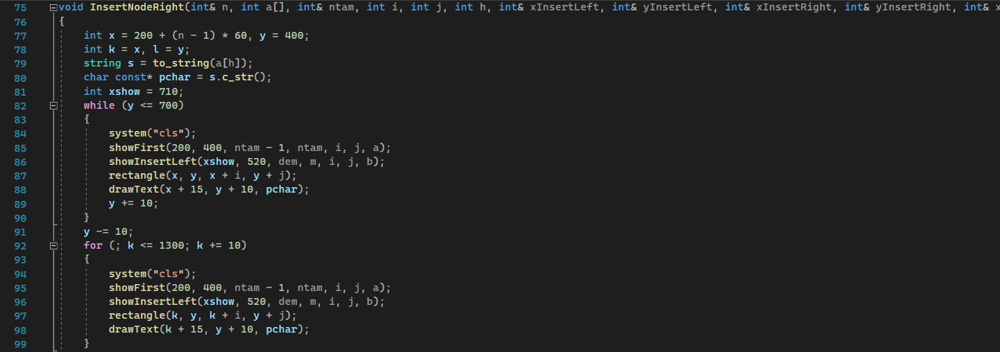 75 void InsertNodeRight(int& n, int a[], int& ntam, int i, int j, int h, int& xInsertLeft, int& yInsertLeft, int& xInsertRight, int& yInsertRight, int& x
76 {
77 int x = 200 + (n - 1) * 60, y = 400;
78 int k = x, l = y;
79 string s = to_string(a[h]);
80 char const* pchar = s.c_str();
81 int xshow = 710;
82 while (y <= 700)
83 {
84 system("cls");
85 showFirst(200, 400, ntam - 1, ntam, i, j, a);
86 showInsertLeft(xshow, 520, dem, m, i, j, b);
87 rectangle(x, y, x + i, y + j);
88 drawText(x + 15, y + 10, pchar);
89 y += 10;
90 }
91 y -= 10;
92 for (; k <= 1300; k += 10)
93 {
94 system("cls");
95 showFirst(200, 400, ntam - 1, ntam, i, j, a);
96 showInsertLeft(xshow, 520, dem, m, i, j, b);
97 rectangle(k, y, k + i, y + j);
98 drawText(k + 15, y + 10, pchar);
99 }